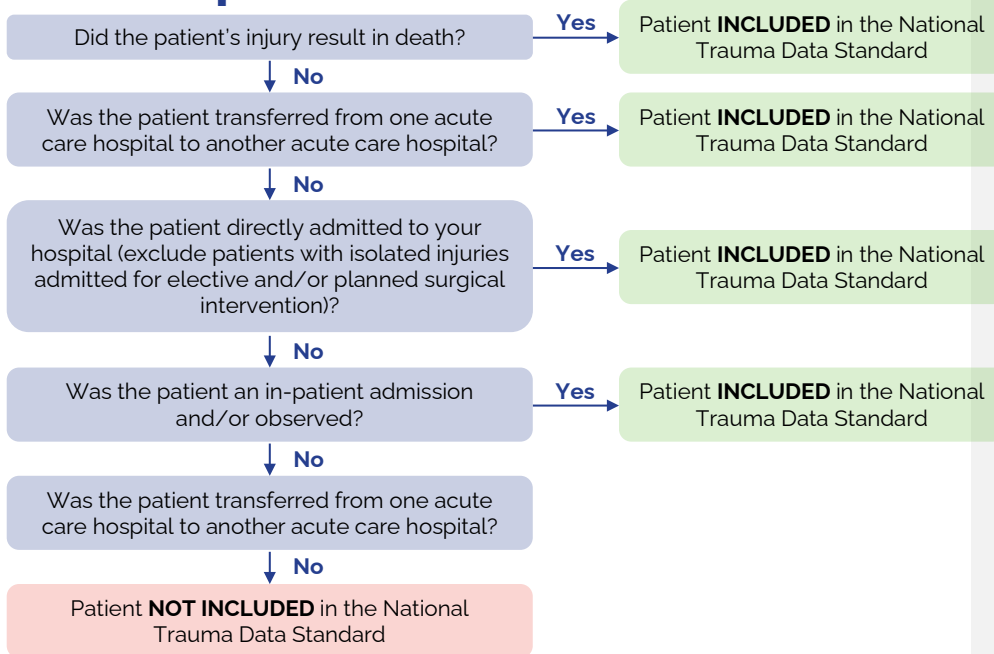 Did the patient's injury result in death?
Yes
Patient INCLUDED in the National
Trauma Data Standard
No
Was the patient transferred from one acute
care hospital to another acute care hospital?
Yes
Patient INCLUDED in the National
Trauma Data Standard
No
Was the patient directly admitted to your
hospital (exclude patients with isolated injuries
admitted for elective and/or planned surgical
intervention)?
Yes
Patient INCLUDED in the National
Trauma Data Standard
No
Was the patient an in-patient admission
and/or observed?
Yes
Patient INCLUDED in the National
Trauma Data Standard
No
Was the patient transferred from one acute
care hospital to another acute care hospital?
No
Patient NOT INCLUDED in the National
Trauma Data Standard